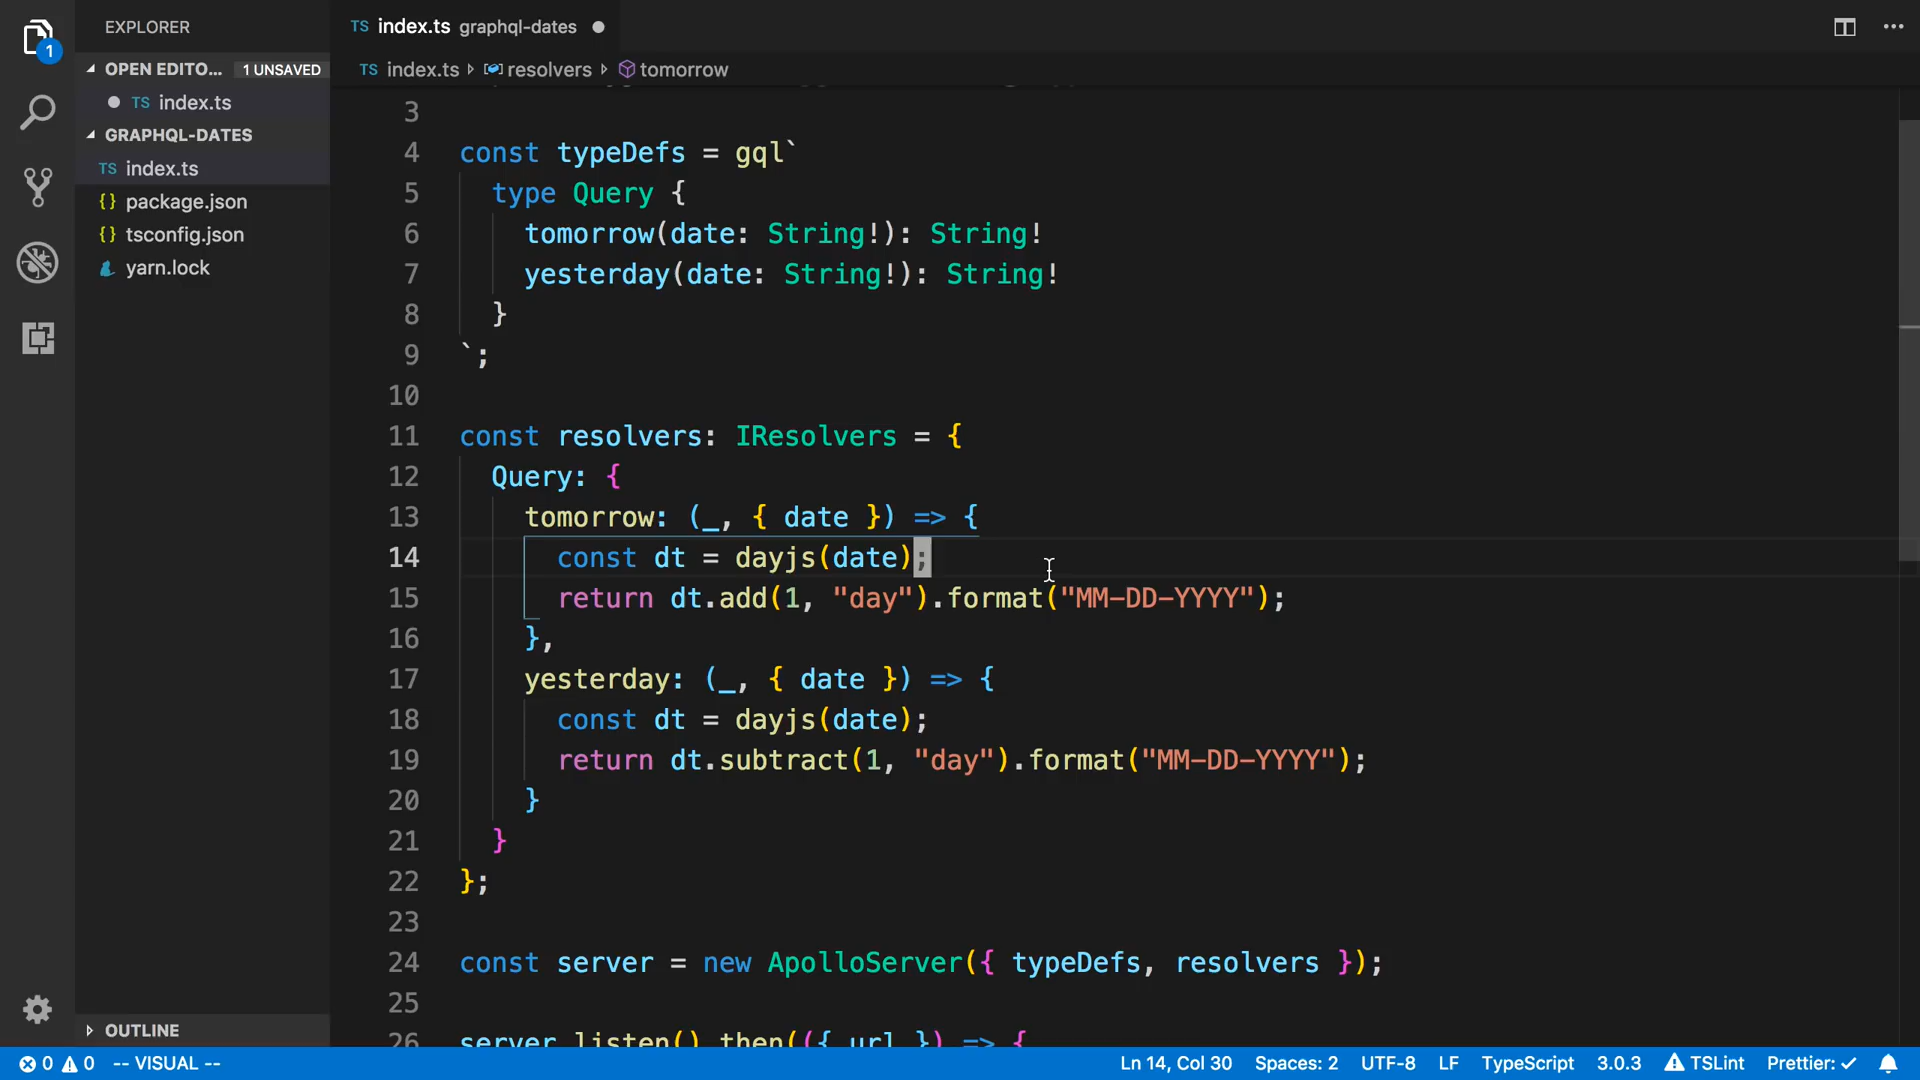 EXPLORER
TS index.ts graphql-dates
1
OPEN EDITO... 1 UNSAVED
TS index.ts › resolvers › tomorrow
TS index.ts
GRAPHQL-DATES
TS index.ts
{} package.json
{} tsconfig.json
yarn.lock
OUTLINE
3
4 const typeDefs = gql`
5 type Query {
6 tomorrow(date: String!): String!
7 yesterday(date: String!): String!
8 }
9 `;
10
11 const resolvers: IResolvers = {
12 Query: {
13 tomorrow: (_, { date }) => {
14 const dt = dayjs(date);
15 return dt.add(1, "day").format("MM-DD-YYYY");
16 },
17 yesterday: (_, { date }) => {
18 const dt = dayjs(date);
19 return dt.subtract(1, "day").format("MM-DD-YYYY");
20 }
21 }
22 };
23
24 const server = new ApolloServer({ typeDefs, resolvers });
25
26 server.listen().then(({ url }) => {
0 0 -- VISUAL -- Ln 14, Col 30 Spaces: 2 UTF-8 LF TypeScript 3.0.3 TSLint Prettier: ✓